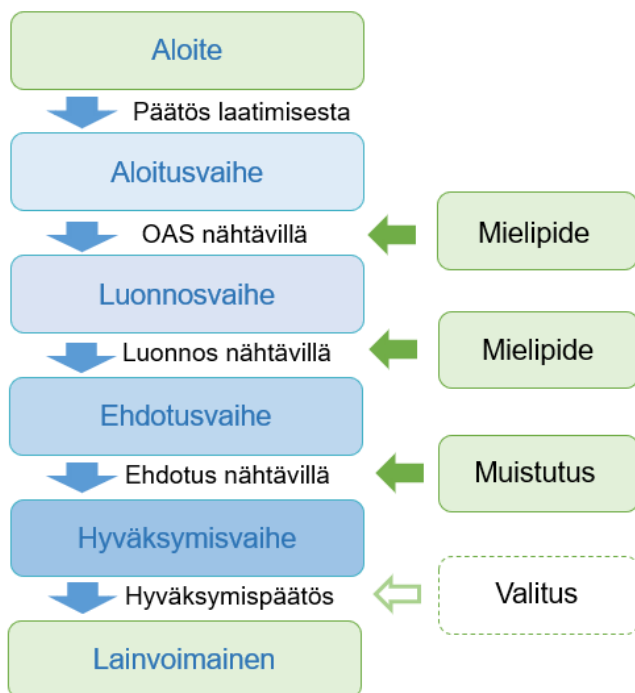 Aloite
Päätös laatimisesta
Aloitusvaihe
OAS nähtävillä
Mielipide
Luonnosvaihe
Luonnos nähtävillä
Mielipide
Ehdotusvaihe
Ehdotus nähtävillä
Muistutus
Hyväksymisvaihe
Hyväksymispäätös
Valitus
Lainvoimainen